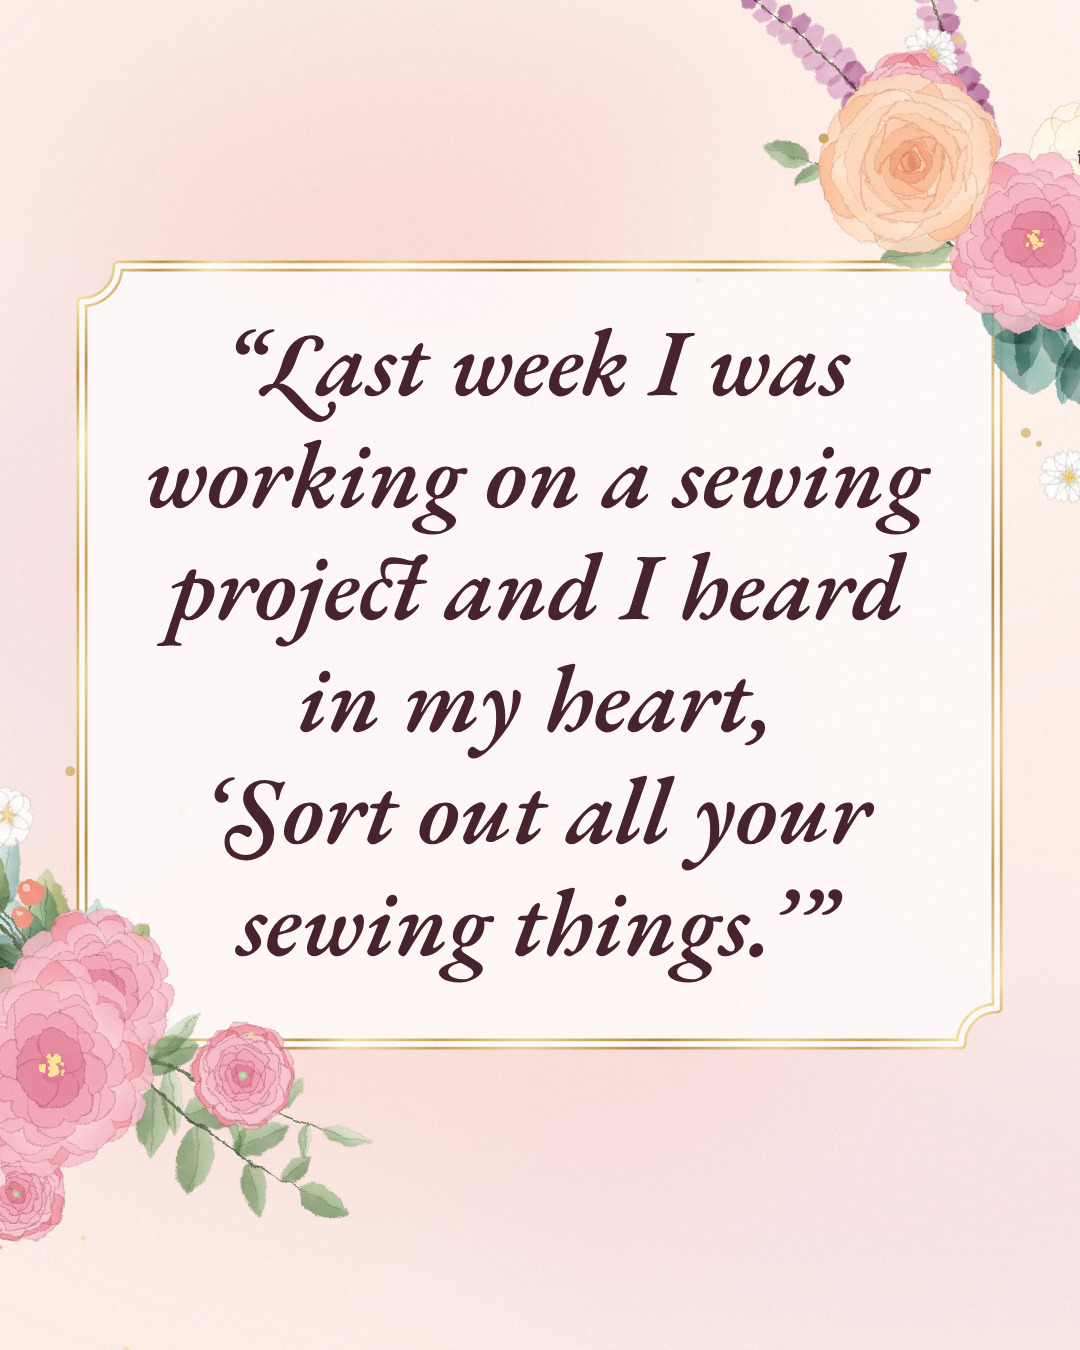 “Last week I was
working on a sewing
project and I heard
in my heart,
‘Sort out all your
sewing things.’”